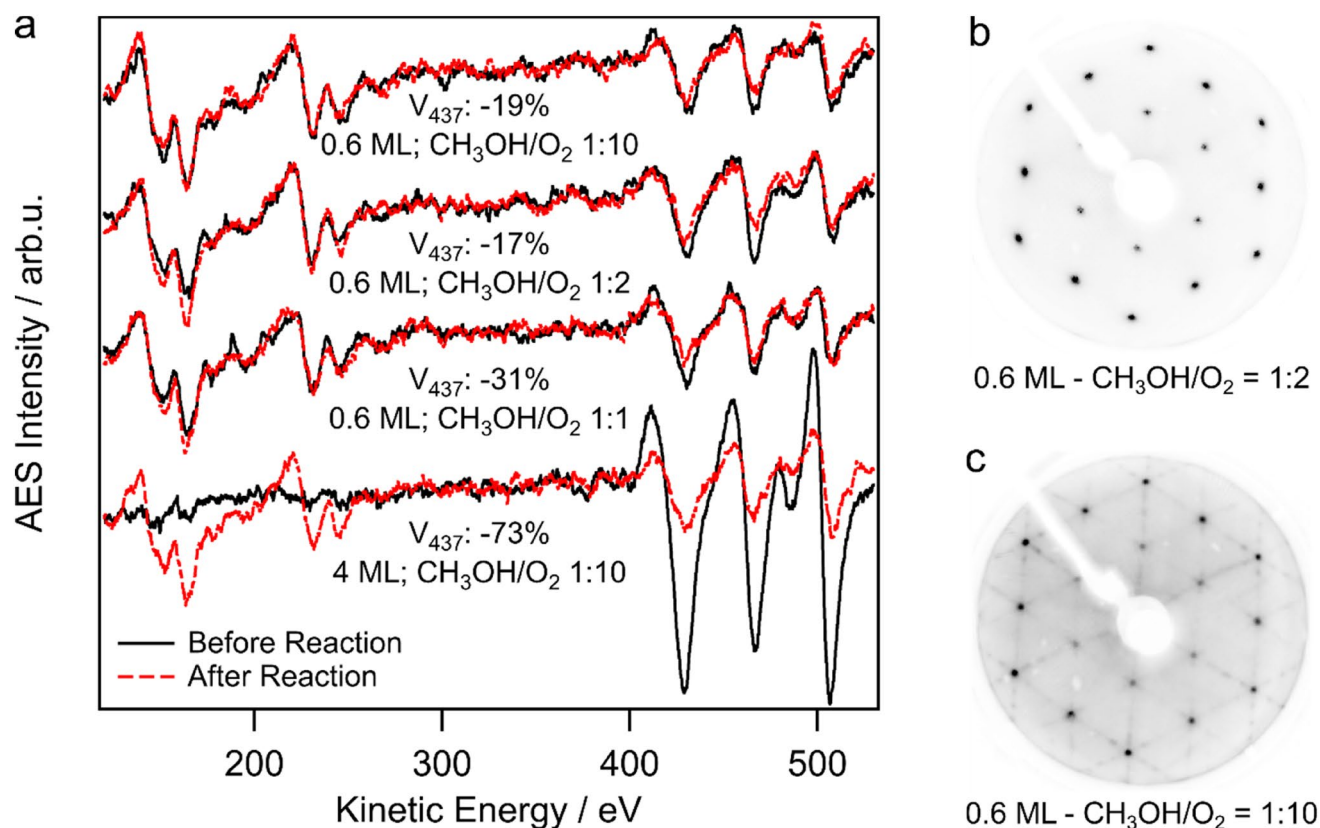 a
AES Intensity / arb.u.
V₄₃₇: -19%
0.6 ML; CH₃OH/O₂ 1:10
V₄₃₇: -17%
0.6 ML; CH₃OH/O₂ 1:2
V₄₃₇: -31%
0.6 ML; CH₃OH/O₂ 1:1
V₄₃₇: -73%
4 ML; CH₃OH/O₂ 1:10
Before Reaction
After Reaction
200 300 400 500
Kinetic Energy / eV
b
0.6 ML - CH₃OH/O₂ = 1:2
c
0.6 ML - CH₃OH/O₂ = 1:10